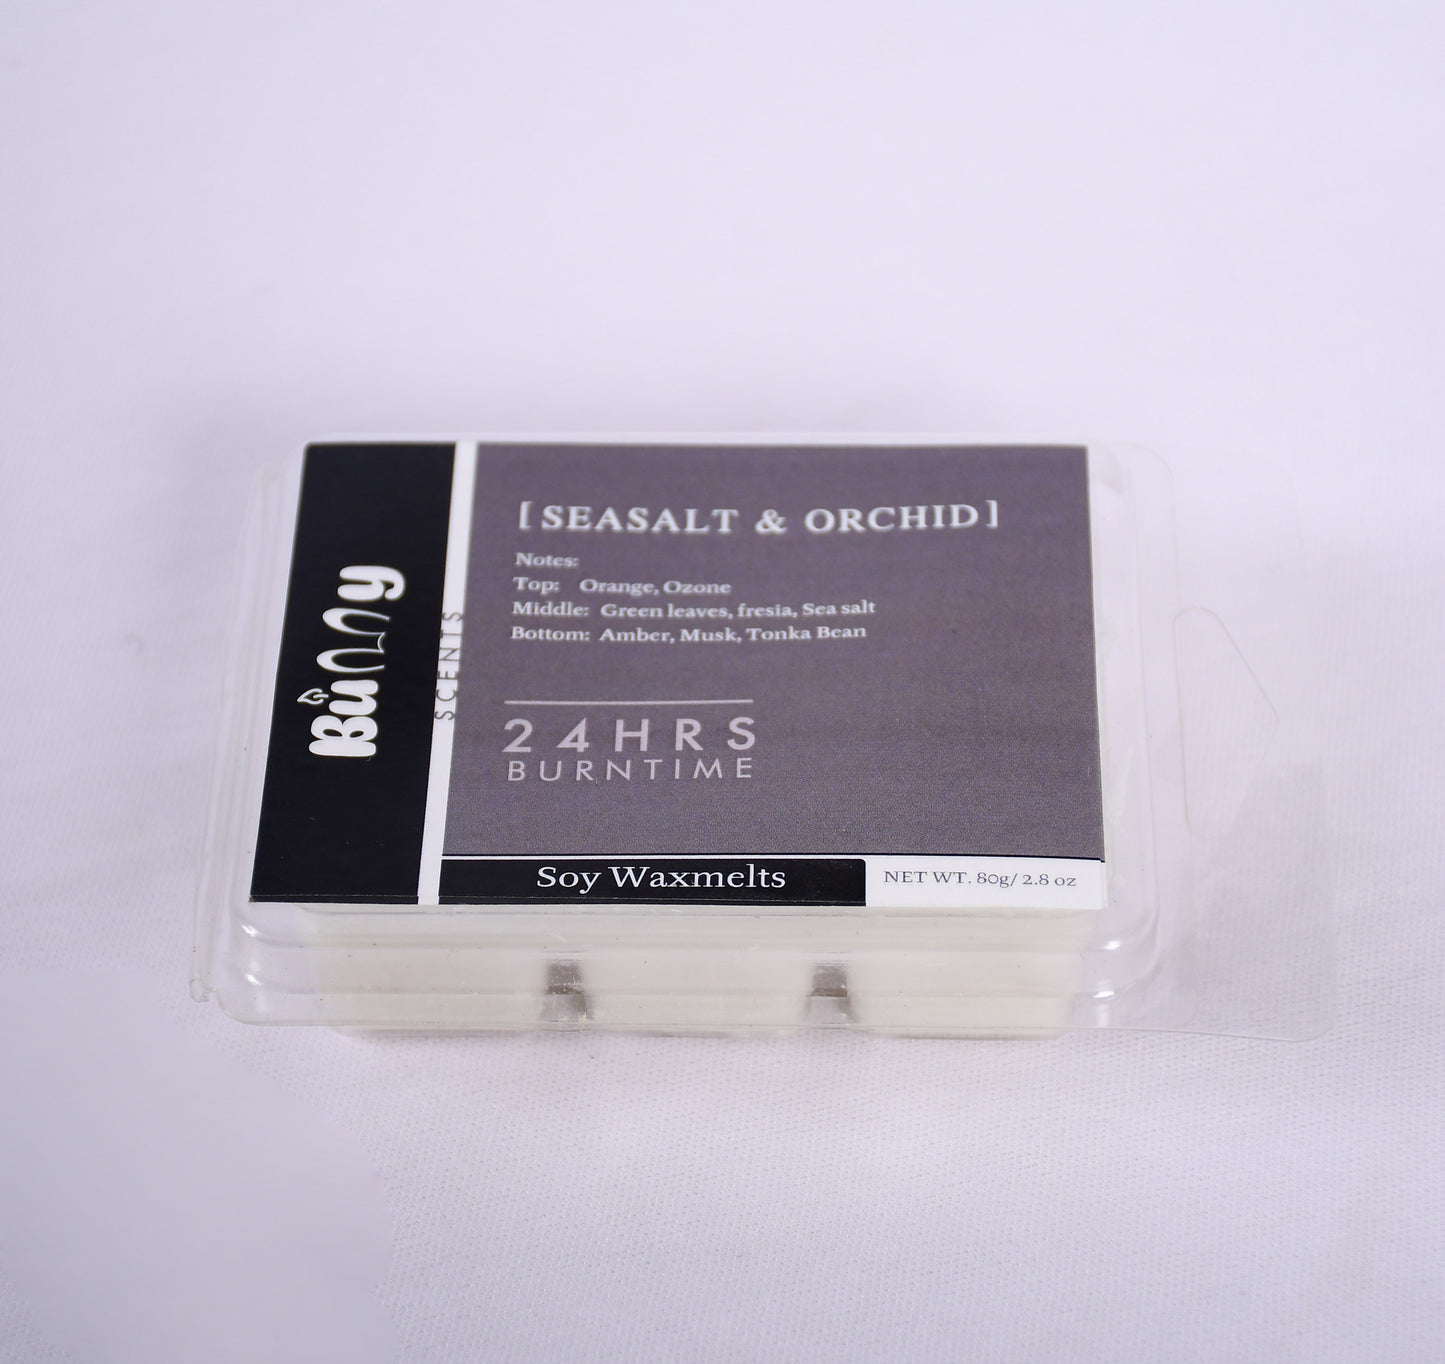 Bunny
SCENTS
[ SEASALT & ORCHID ]
Notes:
Top: Orange, Ozone
Middle: Green leaves, fresia, Sea salt
Bottom: Amber, Musk, Tonka Bean
24HRS
BURNTIME
Soy Waxmelts
NET WT. 80g/ 2.8 oz